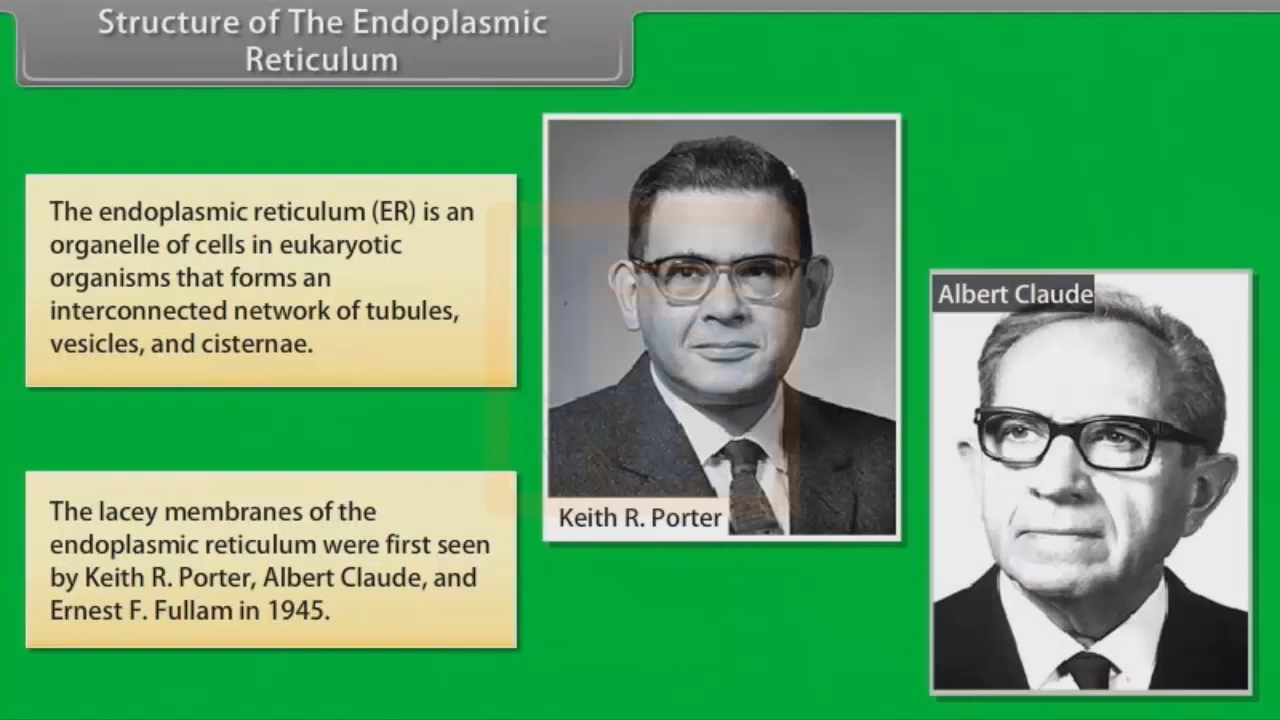 Structure of The Endoplasmic
Reticulum
The endoplasmic reticulum (ER) is an
organelle of cells in eukaryotic
organisms that forms an
interconnected network of tubules,
vesicles, and cisternae.
The lacey membranes of the
endoplasmic reticulum were first seen
by Keith R. Porter, Albert Claude, and
Ernest F. Fullam in 1945.
Keith R. Porter
Albert Claude